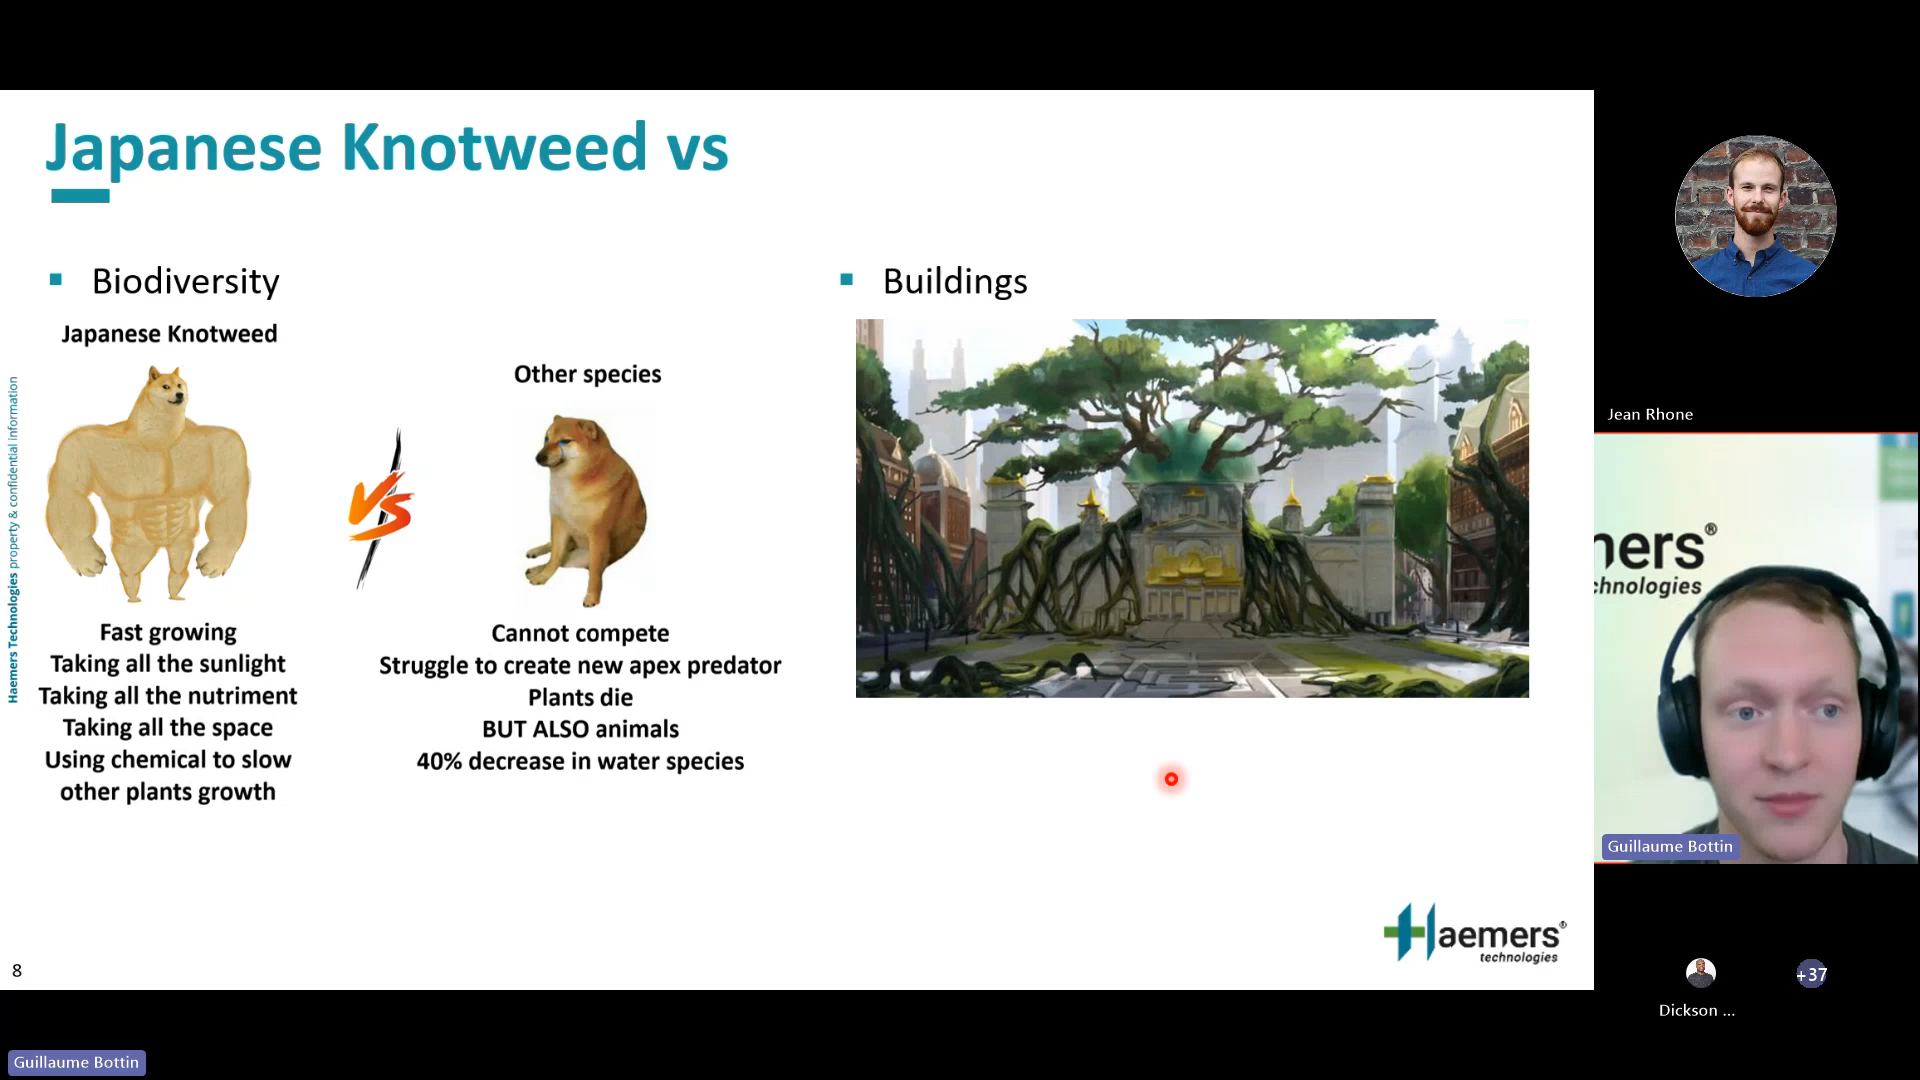 Japanese Knotweed vs
Biodiversity
Japanese Knotweed
Other species
VS
Fast growing
Taking all the sunlight
Taking all the nutriment
Taking all the space
Using chemical to slow
other plants growth
Cannot compete
Struggle to create new apex predator
Plants die
BUT ALSO animals
40% decrease in water species
Buildings
Haemers Technologies property & confidential information
8
Haemers®
technologies
Jean Rhone
ners®
chnologies
Guillaume Bottin
Dickson ...
+37
Guillaume Bottin